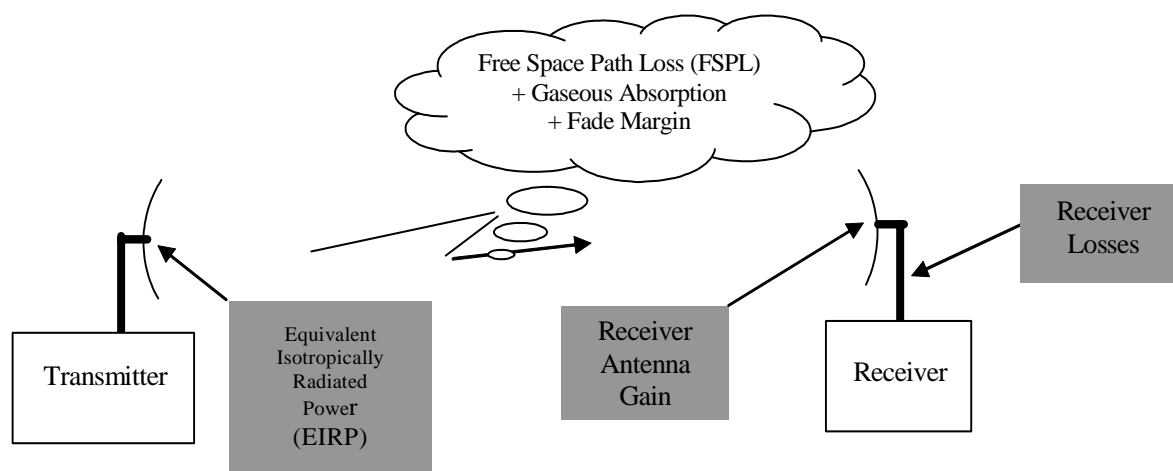 Free Space Path Loss (FSPL)
+ Gaseous Absorption
+ Fade Margin
Receiver
Losses
Transmitter
Equivalent
Isotropically
Radiated
Power
(EIRP)
Receiver
Antenna
Gain
Receiver